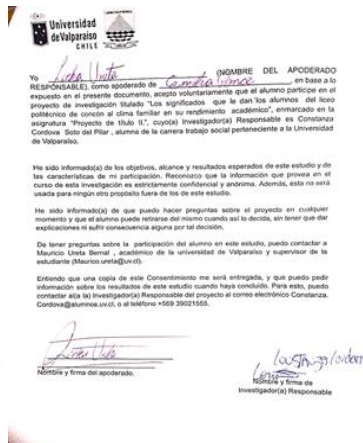 Universidad
de Valparaíso
CHILE
Yo Ureta (NOMBRE DEL APODERADO
RESPONSABLE), como apoderado de Ponce, en base a lo
expuesto en el presente documento, acepto voluntariamente que el alumno participe en el
proyecto de investigación titulado "Los significados que le dan los alumnos del liceo
politécnico de concón al clima familiar en su rendimiento académico", enmarcado en la
asignatura "Proyecto de título II.", cuyo(a) Investigador(a) Responsable es Constanza
Cordova Soto del Pilar , alumna de la carrera trabajo social perteneciente a la Universidad
de Valparaíso.
He sido informado(a) de los objetivos, alcance y resultados esperados de este estudio y de
las características de mi participación. Reconozco que la información que provea en el
curso de esta investigación es estrictamente confidencial y anónima. Además, esta no será
usada para ningún otro propósito fuera de los de este estudio.
He sido informado(a) de que puedo hacer preguntas sobre el proyecto en cualquier
momento y que el alumno puede retirarse del mismo cuando así lo decida, sin tener que dar
explicaciones ni sufrir consecuencia alguna por tal decisión.
De tener preguntas sobre la participación del alumno en este estudio, puedo contactar a
Mauricio Ureta Bernal , académico de la universidad de Valparaíso y supervisor de la
estudiante (Maurico.ureta@uv.cl).
Entiendo que una copia de este Consentimiento me será entregada, y que puedo pedir
información sobre los resultados de este estudio cuando haya concluido. Para esto, puedo
contactar al(a la) Investigador(a) Responsable del proyecto al correo electrónico Constanza.
Cordova@alumnos.uv.cl, o al teléfono +569 39021555.
Nombre y firma del apoderado.
Constanza Cordova
Nombre y firma de
Investigador(a) Responsable